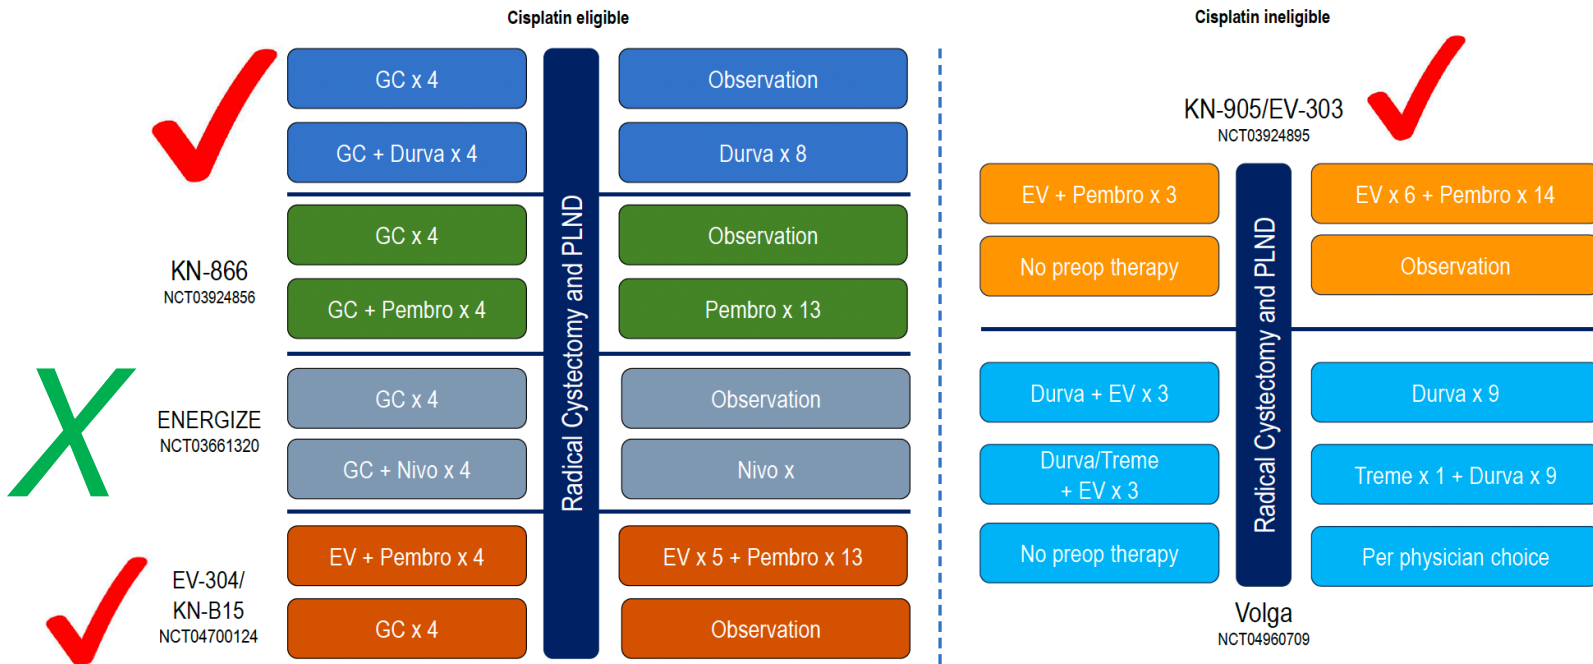 Cisplatin eligible
GC x 4
Observation
GC + Durva x 4
Durva x 8
KN-866
NCT03924856
GC x 4
Observation
GC + Pembro x 4
Pembro x 13
ENERGIZE
NCT03661320
GC x 4
Observation
GC + Nivo x 4
Nivo x
EV-304/
KN-B15
NCT04700124
EV + Pembro x 4
EV x 5 + Pembro x 13
GC x 4
Observation
Radical Cystectomy and PLND
Cisplatin ineligible
KN-905/EV-303
NCT03924895
EV + Pembro x 3
EV x 6 + Pembro x 14
No preop therapy
Observation
Durva + EV x 3
Durva x 9
Durva/Treme
+ EV x 3
Treme x 1 + Durva x 9
No preop therapy
Per physician choice
Radical Cystectomy and PLND
Volga
NCT04960709